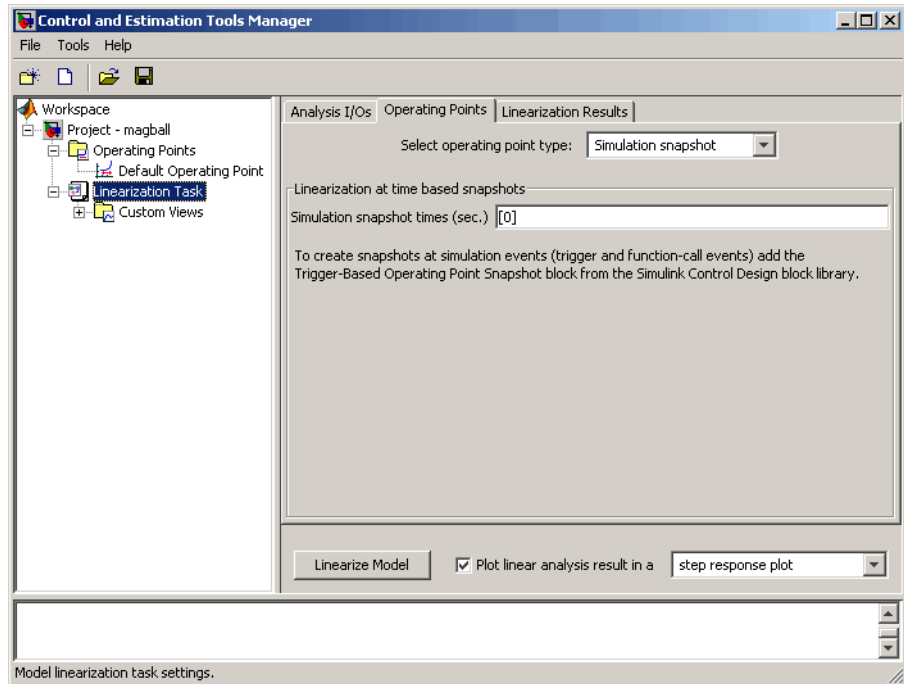 Control and Estimation Tools Manager
File Tools Help
Workspace
Project - magball
Operating Points
Default Operating Point
Linearization Task
Custom Views
Analysis I/Os Operating Points Linearization Results
Select operating point type: Simulation snapshot
Linearization at time based snapshots
Simulation snapshot times (sec.) [0]
To create snapshots at simulation events (trigger and function-call events) add the
Trigger-Based Operating Point Snapshot block from the Simulink Control Design block library.
Linearize Model Plot linear analysis result in a step response plot
Model linearization task settings.